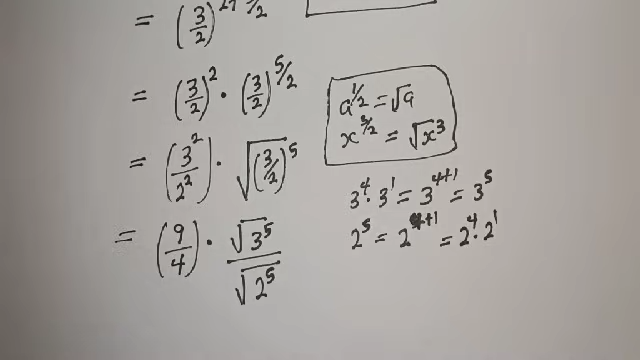 = (3/2)^{2+5/2}
= (3/2)^2 · (3/2)^{5/2}
a^{1/2} = √a
x^{3/2} = √x^3
= (3^2/2^2) · √(3/2)^5
3^4 · 3^1 = 3^{4+1} = 3^5
= (9/4) · √3^5/√2^5
2^5 = 2^{4+1} = 2^4 · 2^1